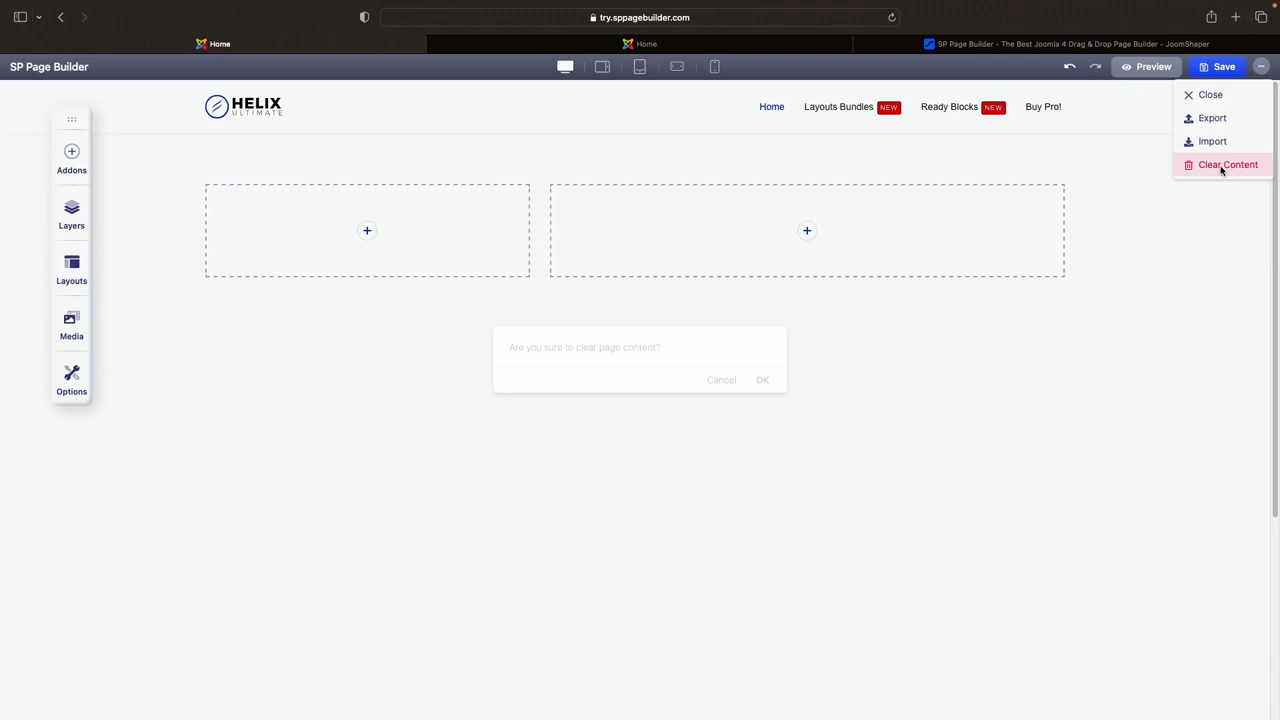 try.sppagebuilder.com
Home
Home
SP Page Builder - The Best Joomla 4 Drag & Drop Page Builder - JoomShaper
SP Page Builder
Preview
Save
HELIX
ULTIMATE
Home
Layouts Bundles NEW
Ready Blocks NEW
Buy Pro!
Close
Export
Import
Clear Content
Addons
Layers
Layouts
Media
Options
Are you sure to clear page content?
Cancel
OK